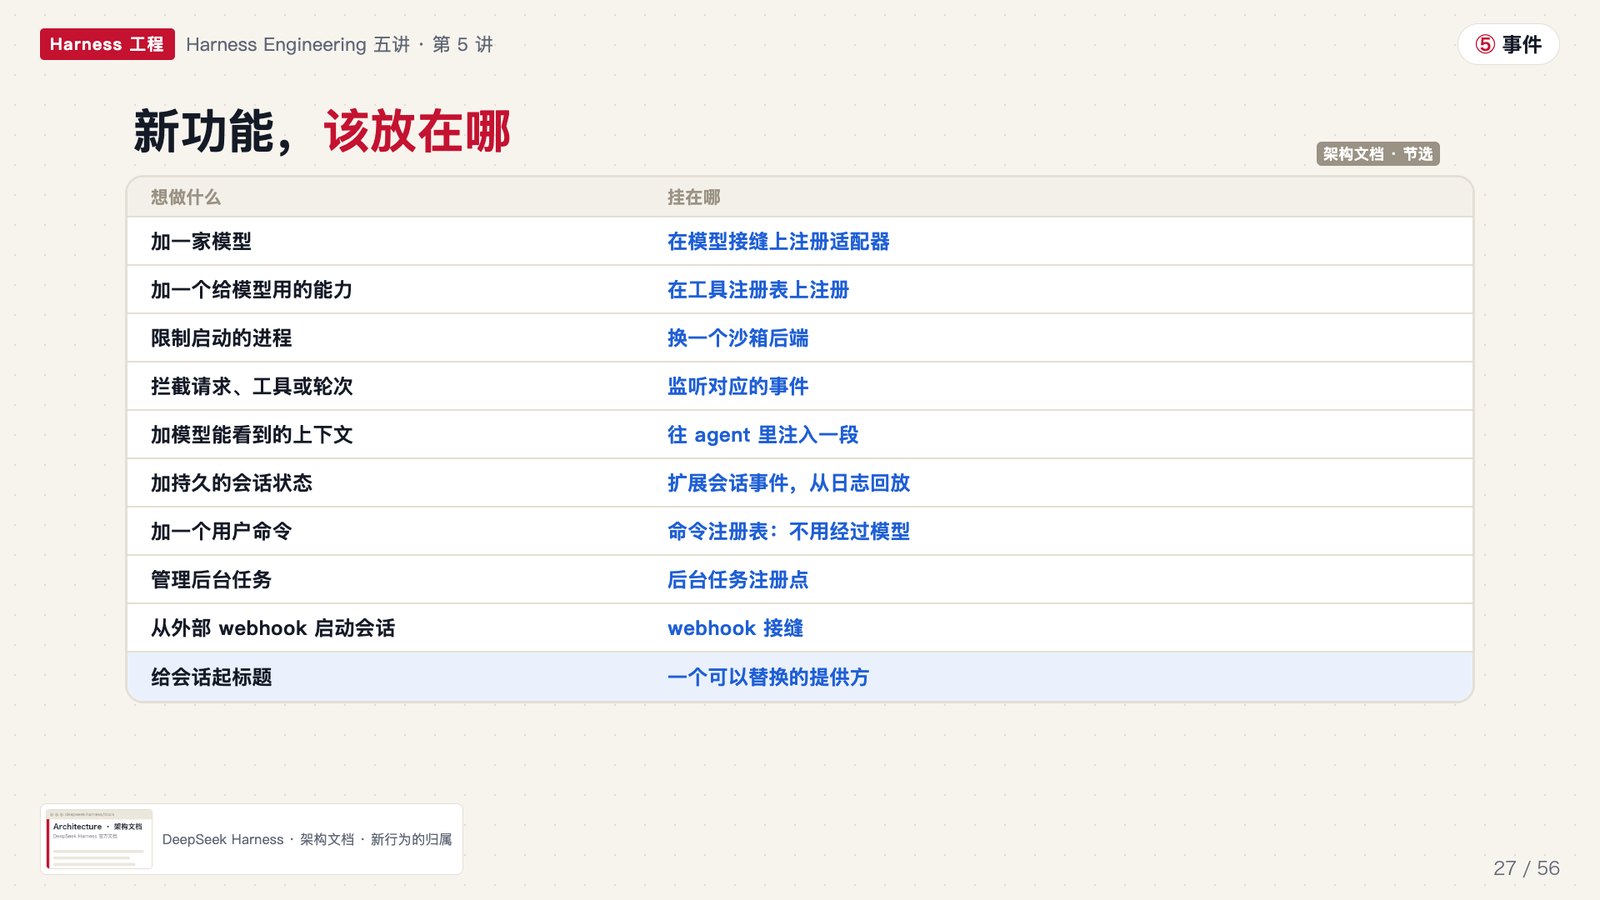 Harness 工程 Harness Engineering 五讲 · 第 5 讲
⑤ 事件
新功能，该放在哪
架构文档 · 节选
想做什么 挂在哪
加一家模型 在模型接缝上注册适配器
加一个给模型用的能力 在工具注册表上注册
限制启动的进程 换一个沙箱后端
拦截请求、工具或轮次 监听对应的事件
加模型能看到的上下文 往 agent 里注入一段
加持久的会话状态 扩展会话事件，从日志回放
加一个用户命令 命令注册表：不用经过模型
管理后台任务 后台任务注册点
从外部 webhook 启动会话 webhook 接缝
给会话起标题 一个可以替换的提供方
Architecture · 架构文档
DeepSeek Harness 官方文档
DeepSeek Harness · 架构文档 · 新行为的归属
27 / 56